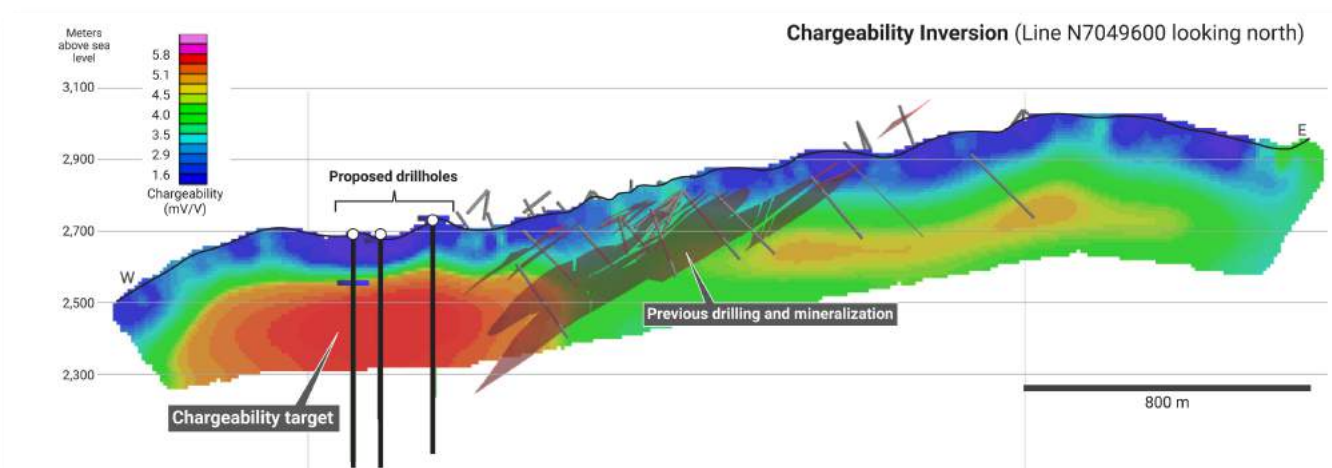 Chargeability Inversion (Line N7049600 looking north)
Meters
above sea
level
5.8
5.1
4.5
4.0
3.5
2.9
1.6
Chargeability
(mV/V)
3,100
2,900
2,700
2,500
2,300
Proposed drillholes
W
E
Previous drilling and mineralization
Chargeability target
800 m